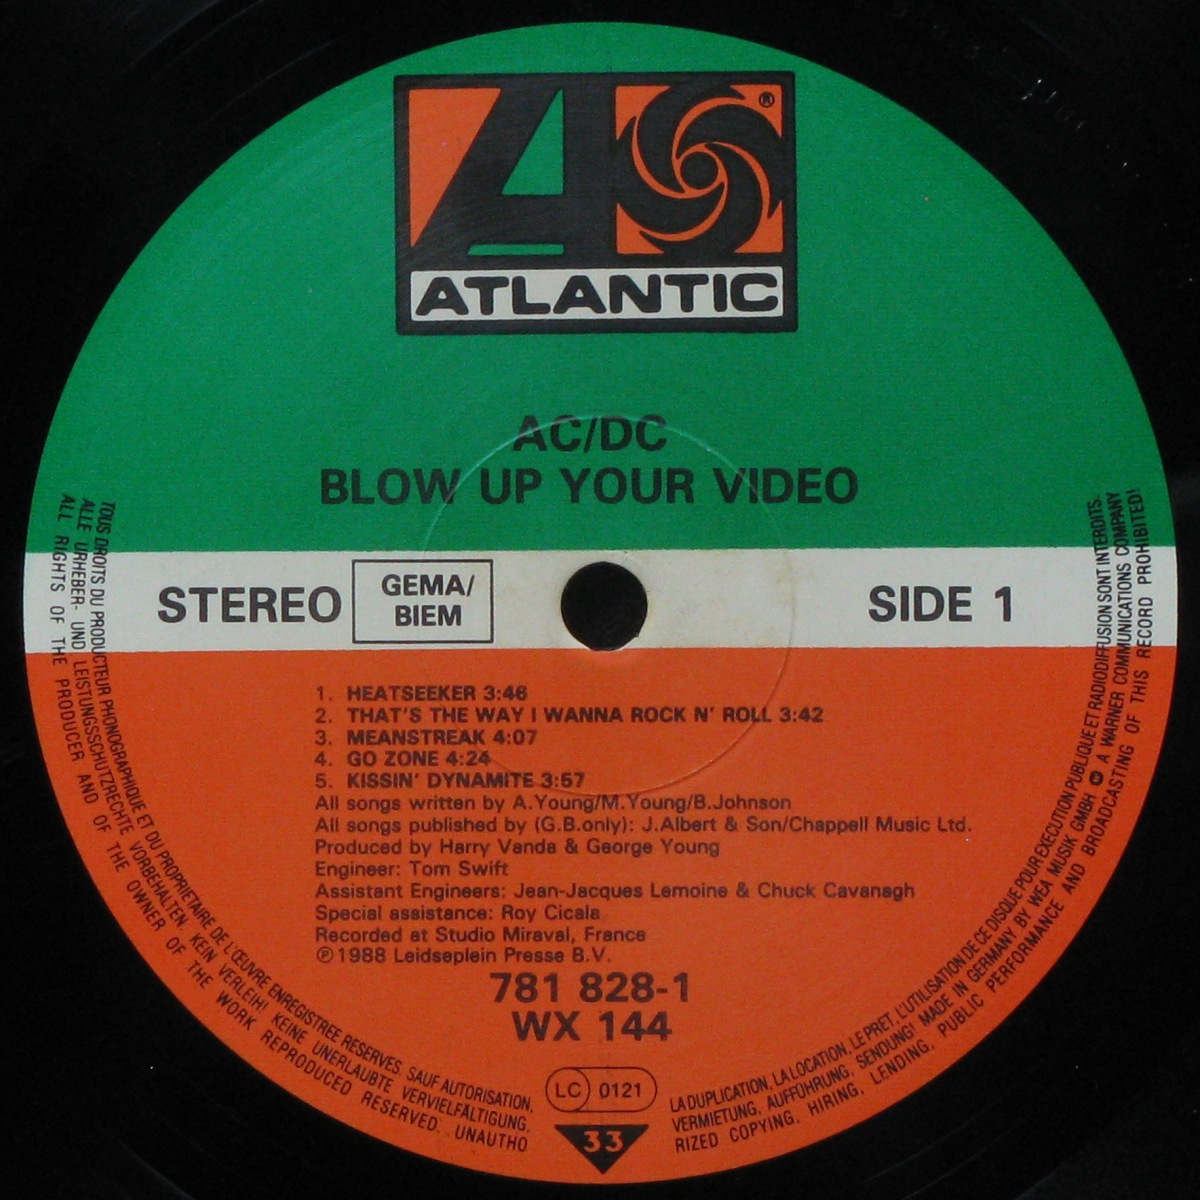 ATLANTIC
®
AC/DC
BLOW UP YOUR VIDEO
STEREO
GEMA/
BIEM
SIDE 1
1. HEATSEEKER 3:46
2. THAT'S THE WAY I WANNA ROCK N' ROLL 3:42
3. MEANSTREAK 4:07
4. GO ZONE 4:24
5. KISSIN' DYNAMITE 3:57
All songs written by A.Young/M.Young/B.Johnson
All songs published by (G.B.only): J.Albert & Son/Chappell Music Ltd.
Produced by Harry Vanda & George Young
Engineer: Tom Swift
Assistant Engineers: Jean-Jacques Lemoine & Chuck Cavanagh
Special assistance: Roy Cicala
Recorded at Studio Miraval, France
℗ 1988 Leidseplein Presse B.V.
781 828-1
WX 144
LC 0121
33
TOUS DROITS DU PRODUCTEUR PHONOGRAPHIQUE ET DU PROPRIETAIRE DE L'ŒUVRE ENREGISTREE RESERVES. SAUF AUTORISATION, LA DUPLICATION, LA LOCATION, LE PRET, L'UTILISATION DE CE DISQUE POUR EXECUTION PUBLIQUE ET RADIODIFFUSION SONT INTERDITS.
ALLE URHEBER- UND LEISTUNGSSCHUTZRECHTE VORBEHALTEN. KEIN VERLEIH! KEINE UNERLAUBTE VERVIELFÄLTIGUNG, VERMIETUNG, AUFFÜHRUNG, SENDUNG! MADE IN GERMANY BY WEA MUSIK GMBH A WARNER COMMUNICATIONS COMPANY
ALL RIGHTS OF THE PRODUCER AND OF THE OWNER OF THE WORK REPRODUCED RESERVED. UNAUTHORIZED COPYING, HIRING, LENDING, PUBLIC PERFORMANCE AND BROADCASTING OF THIS RECORD PROHIBITED!